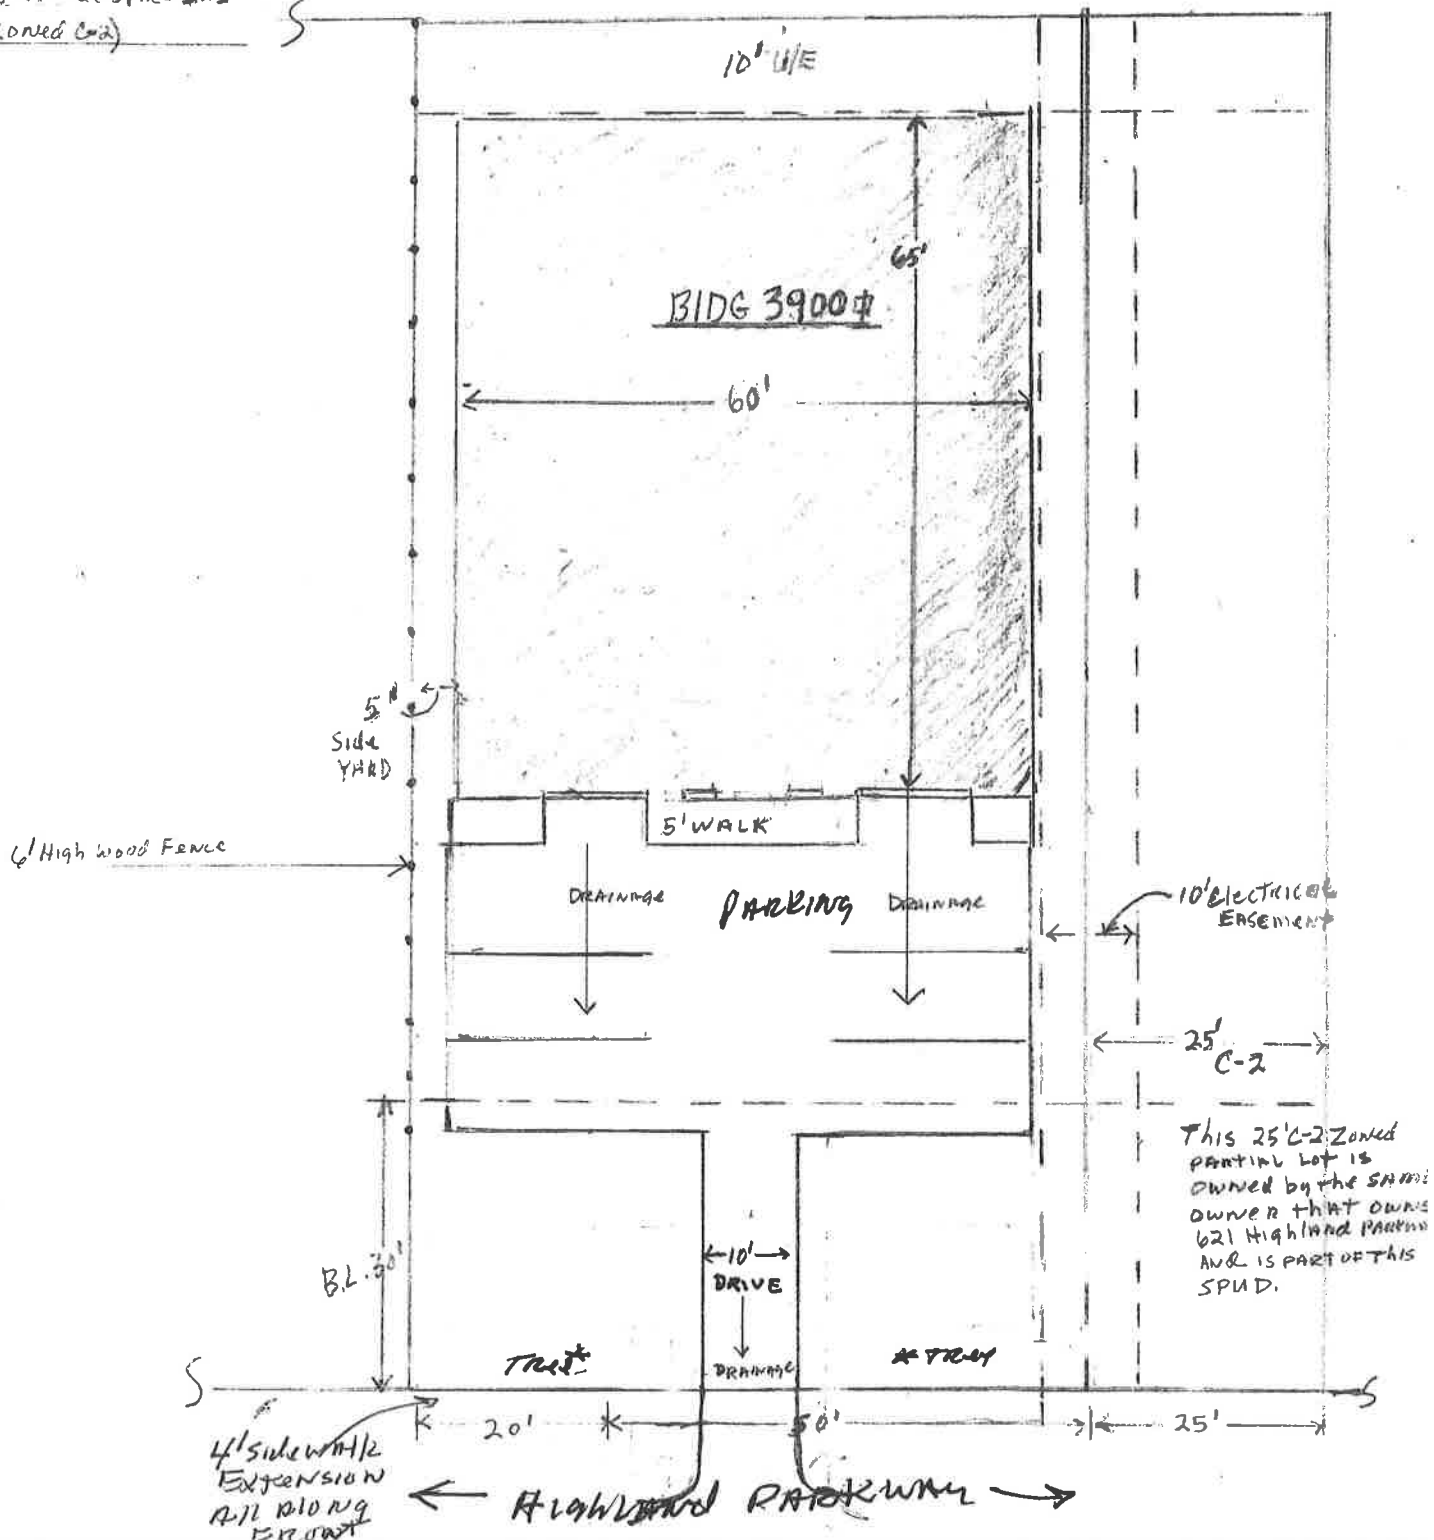 (Zoned C-2)
10' U/E
65'
BIDG 3900⌗
60'
5'
Side
YARD
5' WALK
6' High Wood Fence
DRAINAGE
PARKING
DRAINAGE
10' Electrical
EASEMENT
25'
C-2
This 25' C-2 Zoned
PARTIAL LOT IS
OWNED by the SAME
OWNER tHAT OWNS
621 Highland
AND IS PART OF THIS
SPUD.
B.L. 30'
10'
DRIVE
Tree*
* Tree
DRAINAGE
20'
50'
25'
4' Sidewalk
EXTENSION
All Along
FRONT
HIGHLAND PARKWAY